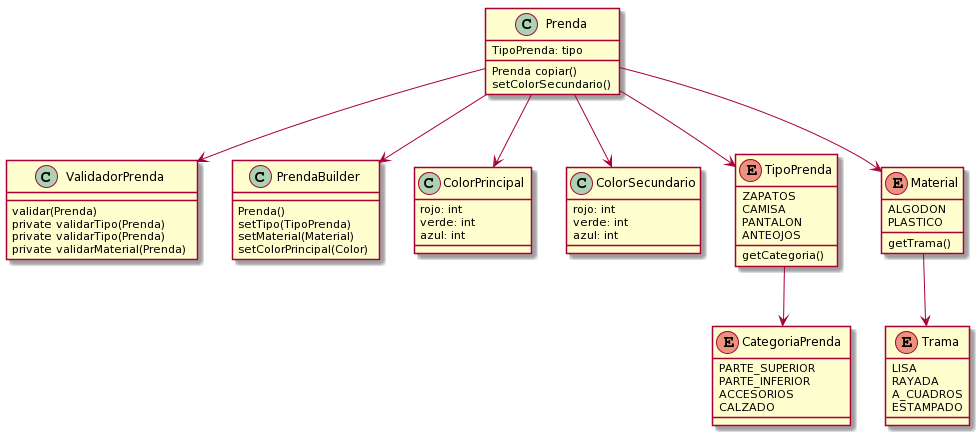 C Prenda
TipoPrenda: tipo
Prenda copiar()
setColorSecundario()
C ValidadorPrenda
validar(Prenda)
private validarTipo(Prenda)
private validarTipo(Prenda)
private validarMaterial(Prenda)
C PrendaBuilder
Prenda()
setTipo(TipoPrenda)
setMaterial(Material)
setColorPrincipal(Color)
C ColorPrincipal
rojo: int
verde: int
azul: int
C ColorSecundario
rojo: int
verde: int
azul: int
E TipoPrenda
ZAPATOS
CAMISA
PANTALON
ANTEOJOS
getCategoria()
E Material
ALGODON
PLASTICO
getTrama()
E CategoriaPrenda
PARTE_SUPERIOR
PARTE_INFERIOR
ACCESORIOS
CALZADO
E Trama
LISA
RAYADA
A_CUADROS
ESTAMPADO